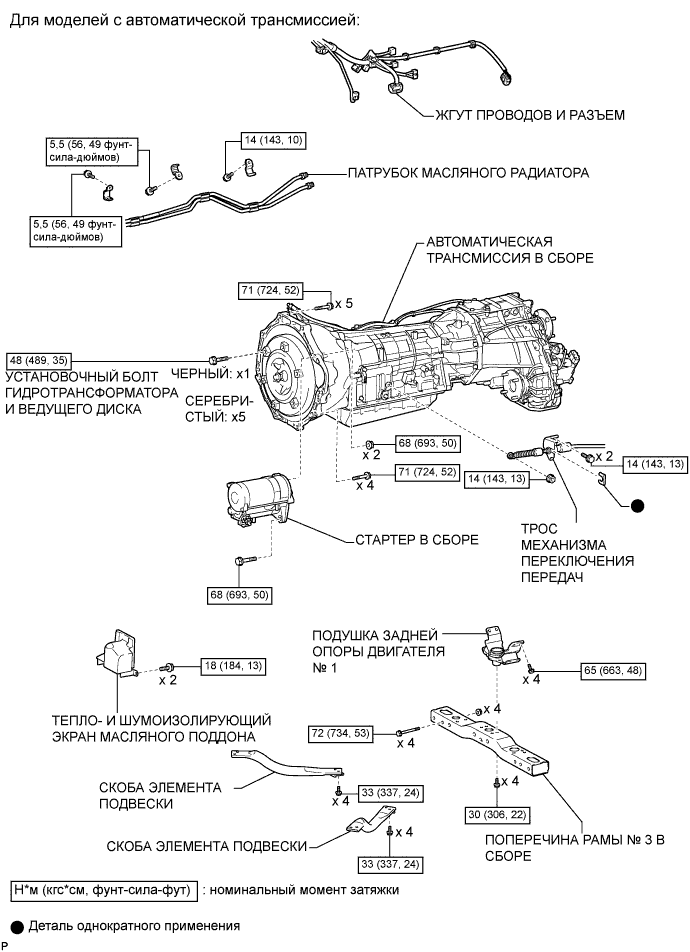 Для моделей с автоматической трансмиссией:
ЖГУТ ПРОВОДОВ И РАЗЪЕМ
5,5 (56, 49 фунт-
сила-дюймов)
14 (143, 10)
ПАТРУБОК МАСЛЯНОГО РАДИАТОРА
5,5 (56, 49 фунт-
сила-дюймов)
АВТОМАТИЧЕСКАЯ
ТРАНСМИССИЯ В СБОРЕ
71 (724, 52)
x 5
48 (489, 35)
УСТАНОВОЧНЫЙ БОЛТ
ГИДРОТРАНСФОРМАТОРА
И ВЕДУЩЕГО ДИСКА
ЧЕРНЫЙ: x1
СЕРЕБРИ-
СТЫЙ: x5
x 2
68 (693, 50)
x 4
71 (724, 52)
14 (143, 13)
x 2
14 (143, 13)
ТРОС
МЕХАНИЗМА
ПЕРЕКЛЮЧЕНИЯ
ПЕРЕДАЧ
СТАРТЕР В СБОРЕ
68 (693, 50)
ПОДУШКА ЗАДНЕЙ
ОПОРЫ ДВИГАТЕЛЯ
№ 1
x 4
65 (663, 48)
x 2
18 (184, 13)
ТЕПЛО- И ШУМОИЗОЛИРУЮЩИЙ
ЭКРАН МАСЛЯНОГО ПОДДОНА
72 (734, 53)
x 4
x 4
x 4
30 (306, 22)
СКОБА ЭЛЕМЕНТА
ПОДВЕСКИ
x 4
33 (337, 24)
СКОБА ЭЛЕМЕНТА ПОДВЕСКИ
x 4
33 (337, 24)
ПОПЕРЕЧИНА РАМЫ № 3 В
СБОРЕ
Н*м (кгс*см, фунт-сила-фут) : номинальный момент затяжки
Деталь однократного применения
P